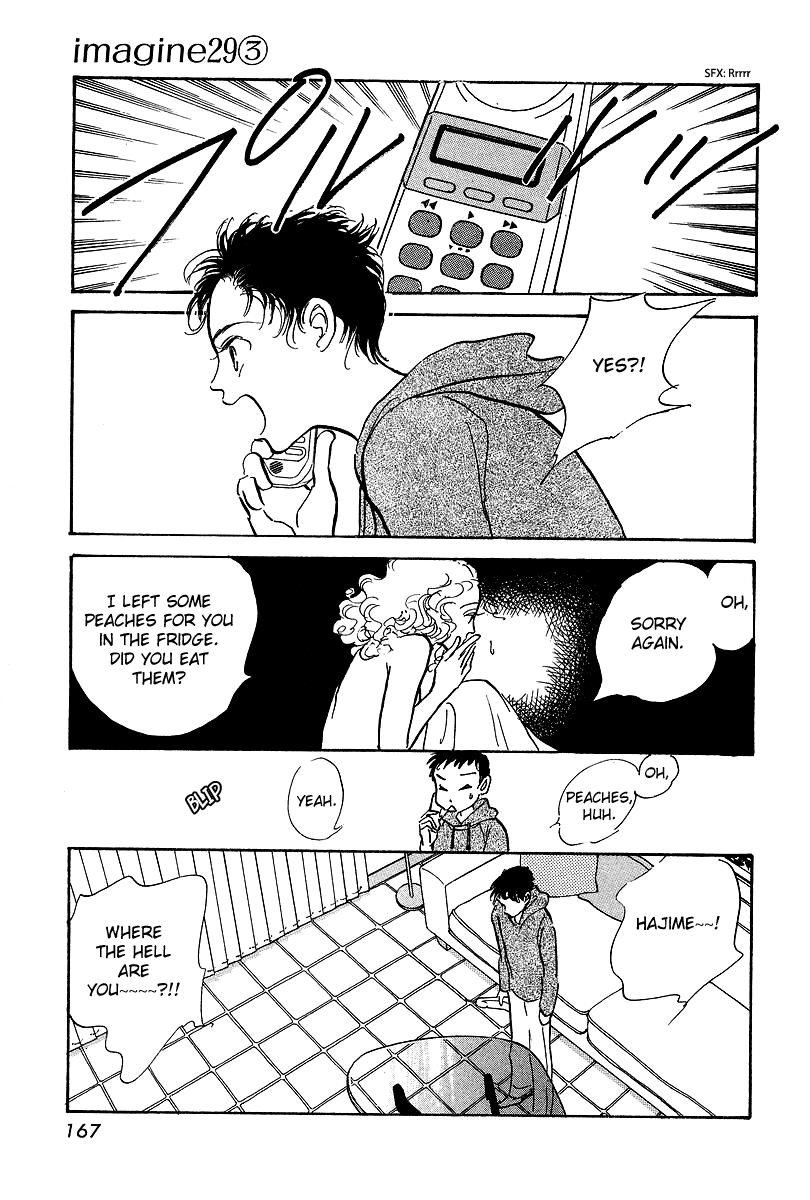 imagine29③
SFX: Rrrrr
プルルルッ
YES?!
OH,
SORRY
AGAIN.
I LEFT SOME
PEACHES FOR YOU
IN THE FRIDGE.
DID YOU EAT
THEM?
OH,
PEACHES,
HUH.
YEAH.
BLIP
HAJIME~~!
WHERE
THE HELL
ARE
YOU~~~~?!!
167